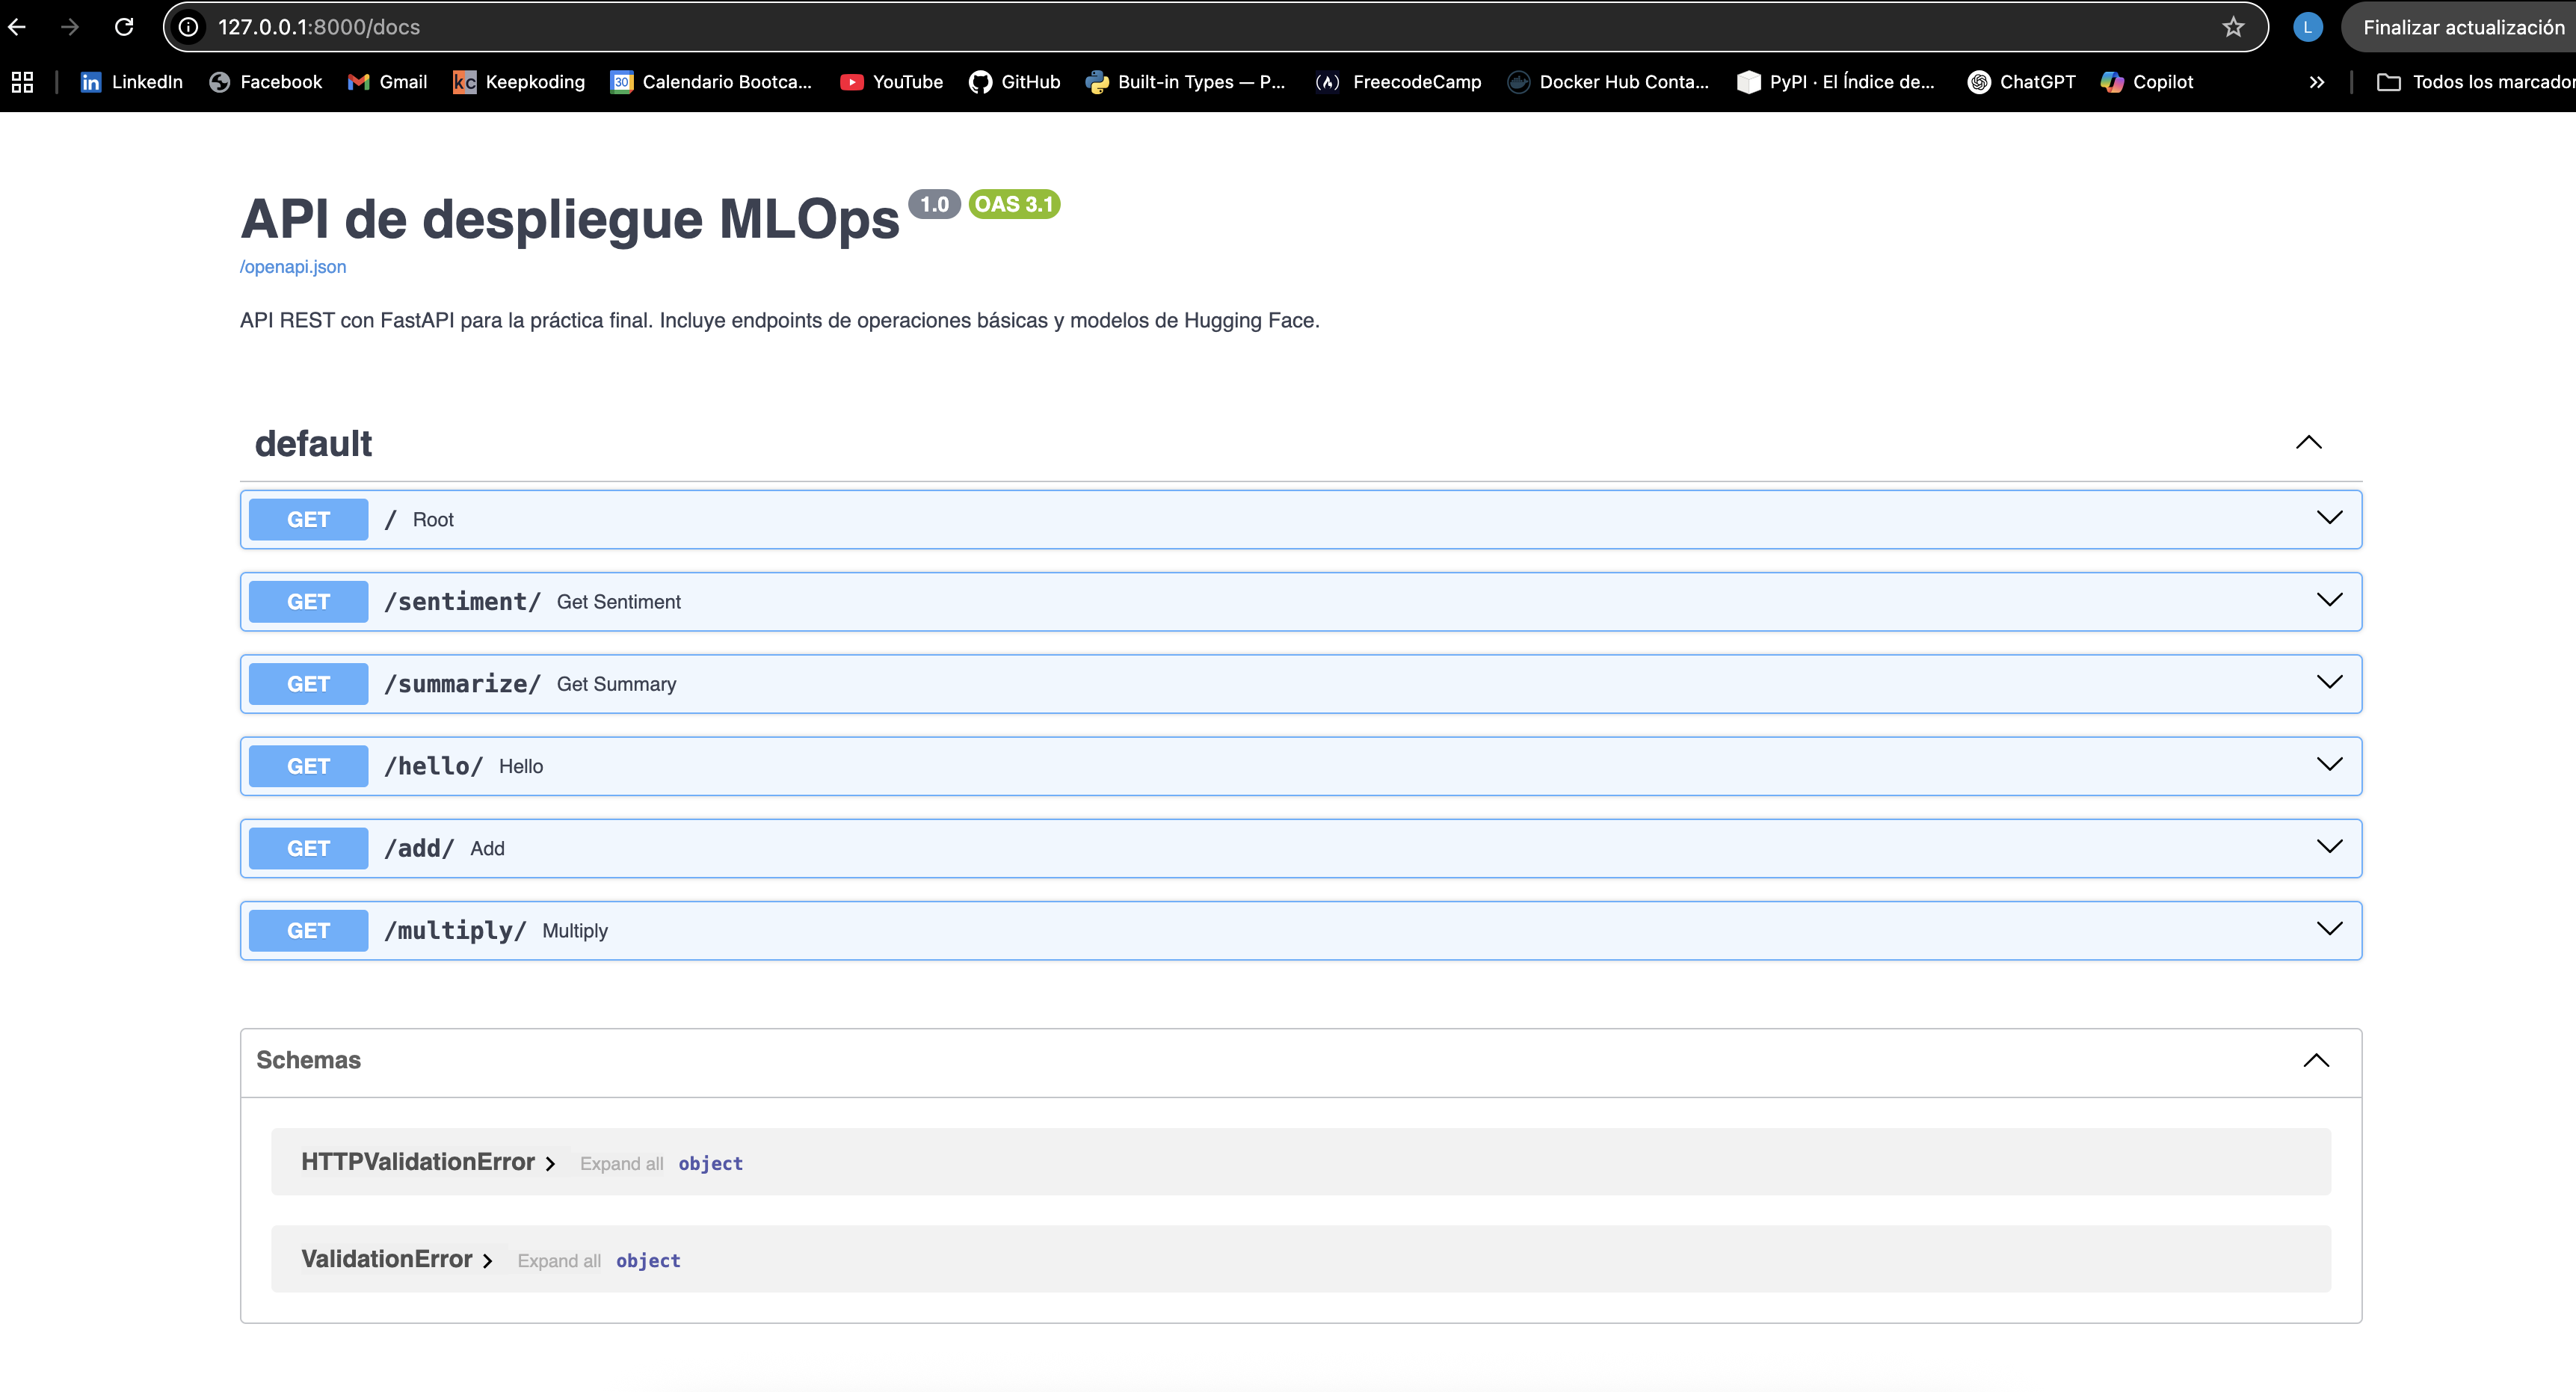 127.0.0.1:8000/docs
L
Finalizar actualización
LinkedIn
Facebook
Gmail
kc Keepkoding
30 Calendario Bootca...
YouTube
GitHub
Built-in Types — P...
FreecodeCamp
Docker Hub Conta...
PyPI · El Índice de...
ChatGPT
Copilot
Todos los marcador
API de despliegue MLOps 1.0 OAS 3.1
/openapi.json
API REST con FastAPI para la práctica final. Incluye endpoints de operaciones básicas y modelos de Hugging Face.
default
GET / Root
GET /sentiment/ Get Sentiment
GET /summarize/ Get Summary
GET /hello/ Hello
GET /add/ Add
GET /multiply/ Multiply
Schemas
HTTPValidationError Expand all object
ValidationError Expand all object